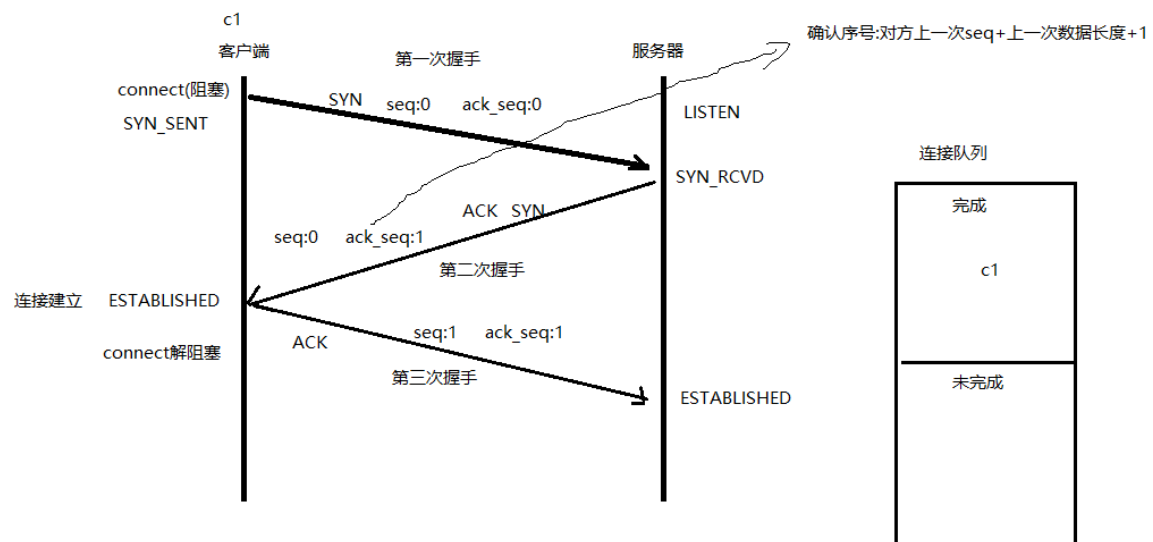 c1
客户端
第一次握手
服务器
确认序号:对方上一次seq+上一次数据长度+1
connect(阻塞)
SYN_SENT
SYN seq:0 ack_seq:0
LISTEN
连接队列
SYN_RCVD
完成
ACK SYN
seq:0 ack_seq:1
第二次握手
c1
连接建立 ESTABLISHED
connect解阻塞
ACK
seq:1 ack_seq:1
第三次握手
未完成
ESTABLISHED